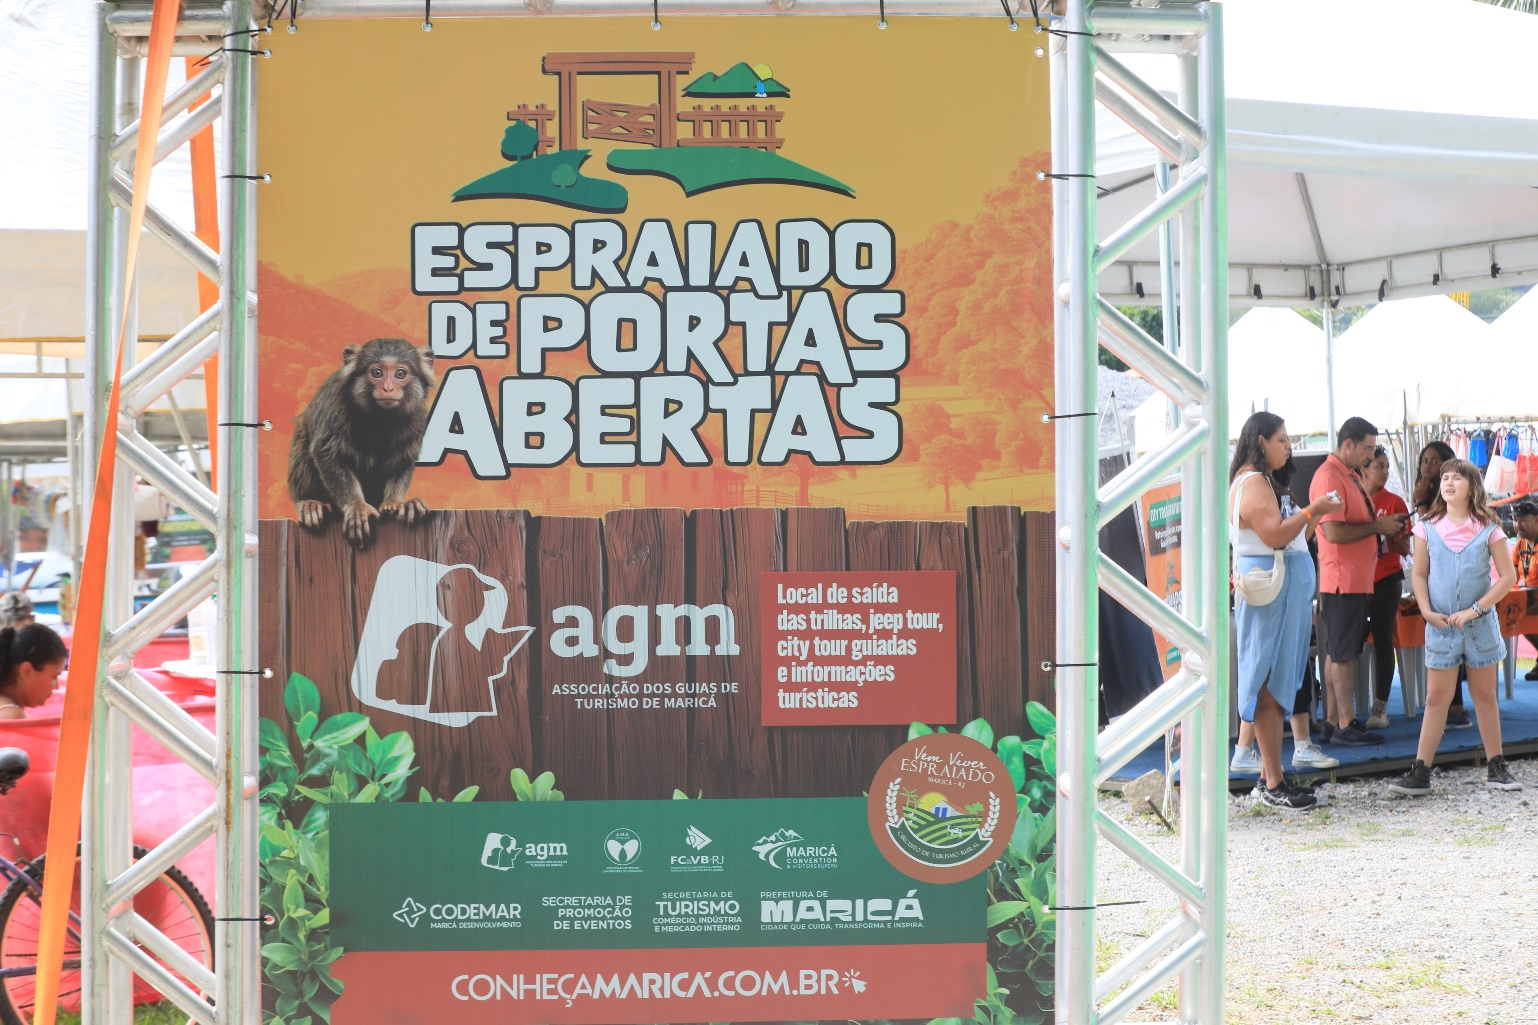 ESPRAIADO
DE PORTAS
ABERTAS
agm
ASSOCIAÇÃO DOS GUIAS DE
TURISMO DE MARICÁ
Local de saída
das trilhas, jeep tour,
city tour guiadas
e informações
turísticas
Vem Viver
ESPRAIADO
MARICÁ - RJ
CIRCUITO DE TURISMO RURAL
agm
FC&VB-RJ
MARICÁ
CONVENTION
& VISITORS BUREAU
CODEMAR
MARICÁ DESENVOLVIMENTO
SECRETARIA DE
PROMOÇÃO
DE EVENTOS
SECRETARIA DE
TURISMO
COMÉRCIO, INDÚSTRIA
E MERCADO INTERNO
PREFEITURA DE
MARICÁ
CIDADE QUE CUIDA, TRANSFORMA E INSPIRA.
CONHEÇAMARICÁ.COM.BR